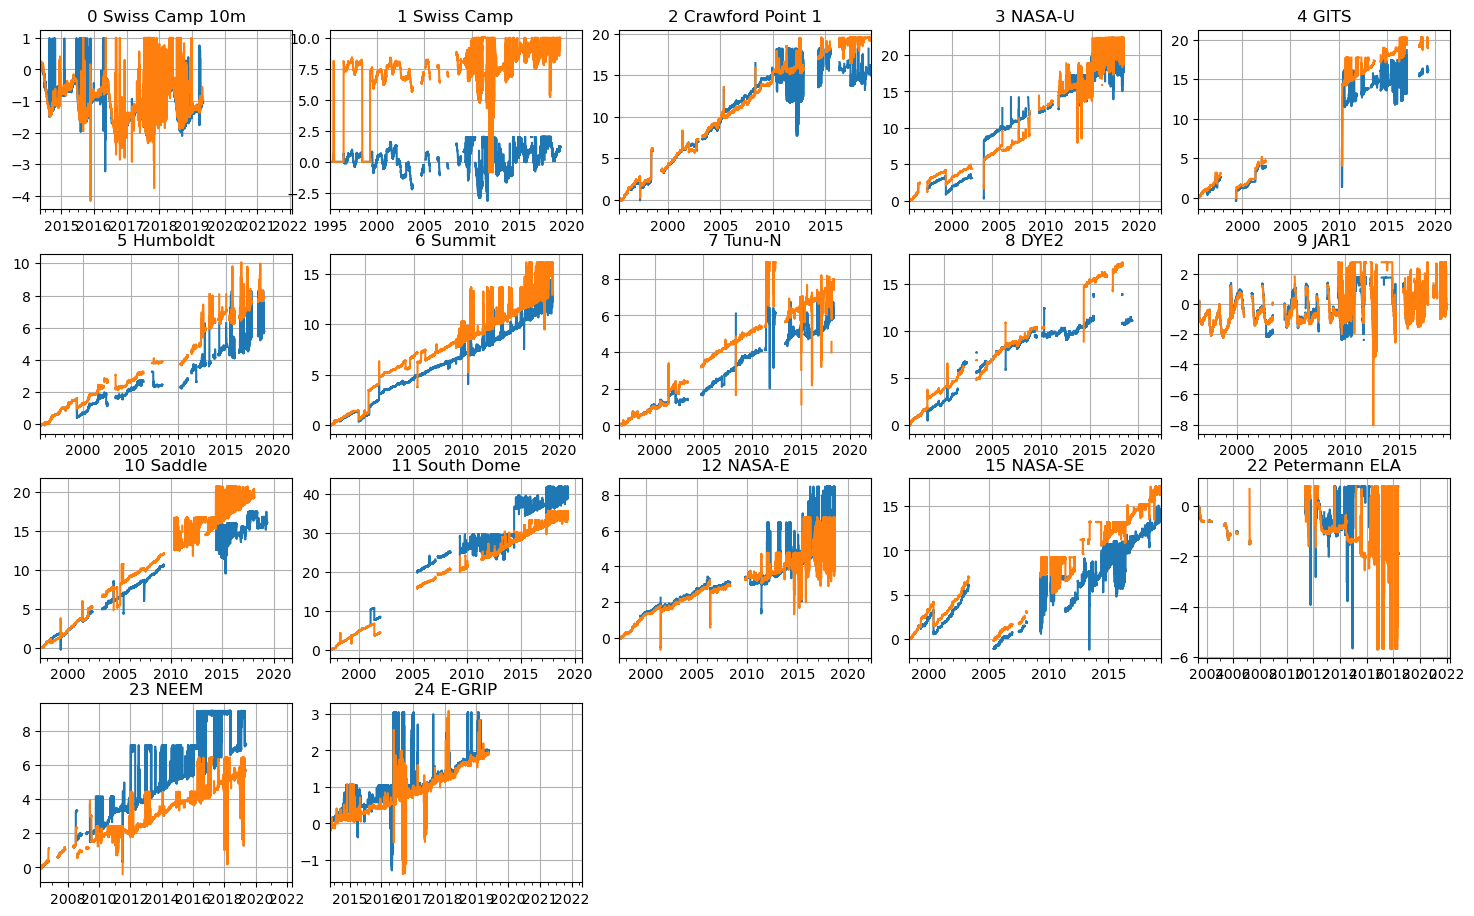 0 Swiss Camp 10m
1 Swiss Camp
2 Crawford Point 1
3 NASA-U
4 GITS
1
0
−1
−2
−3
−4
2015 2016 2017 2018 2019 2020 2021 2022
10.0
7.5
5.0
2.5
0.0
−2.5
1995 2000 2005 2010 2015 2020
20
15
10
5
0
2000 2005 2010 2015
20
15
10
5
0
2000 2005 2010 2015 2020
20
15
10
5
0
2000 2005 2010 2015 2020
5 Humboldt
6 Summit
7 Tunu-N
8 DYE2
9 JAR1
10
8
6
4
2
0
2000 2005 2010 2015 2020
15
10
5
0
2000 2005 2010 2015 2020
8
6
4
2
0
2000 2005 2010 2015 2020
15
10
5
0
2000 2005 2010 2015 2020
2
0
−2
−4
−6
−8
2000 2005 2010 2015
10 Saddle
11 South Dome
12 NASA-E
15 NASA-SE
22 Petermann ELA
20
15
10
5
0
2000 2005 2010 2015 2020
40
30
20
10
0
2000 2005 2010 2015 2020
8
6
4
2
0
2000 2005 2010 2015 2020
15
10
5
0
2000 2005 2010 2015
0
−2
−4
−6
2004 2006 2008 2010 2012 2014 2016 2018 2020 2022
23 NEEM
24 E-GRIP
8
6
4
2
0
2008 2010 2012 2014 2016 2018 2020 2022
3
2
1
0
−1
2015 2016 2017 2018 2019 2020 2021 2022